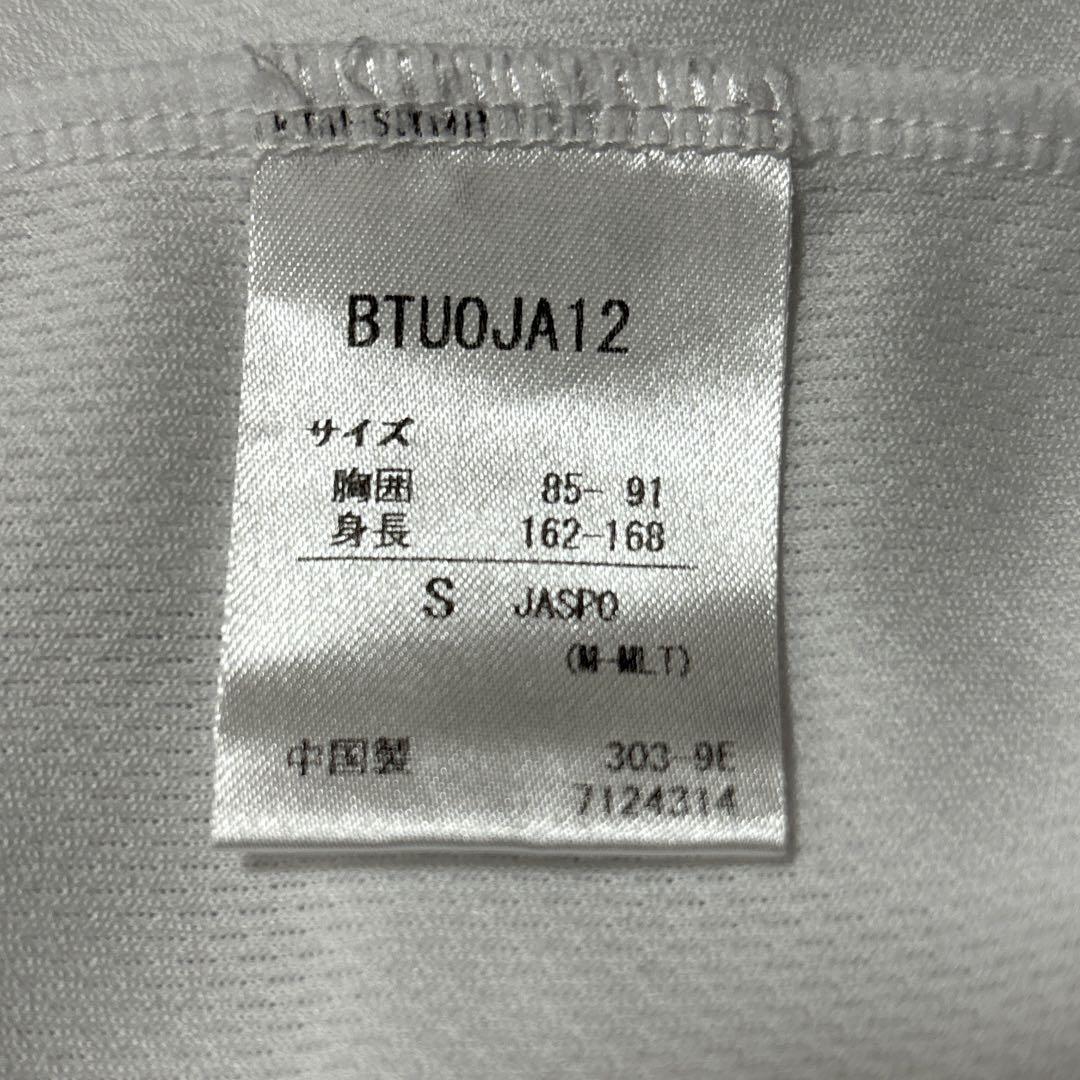 BTUOJA12
サイズ
胸囲 85- 91
身長 162-168
S JASPO
(M-MLT)
中国製 303-9E
7124314